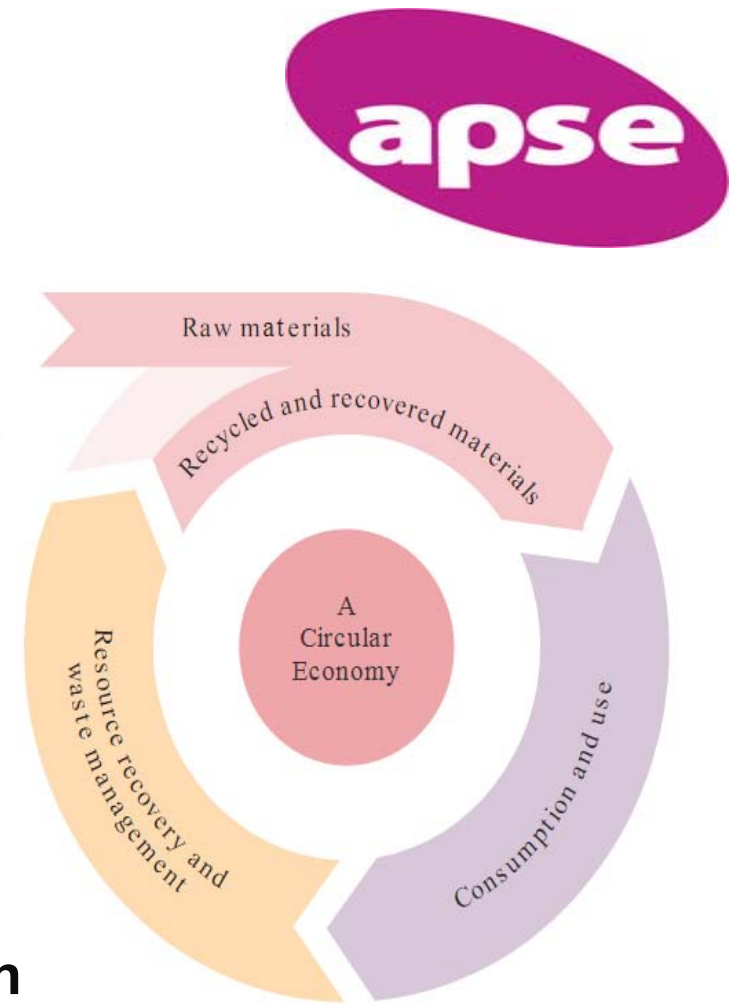 apse
Raw materials
Recycled and recovered materials
A
Circular
Economy
Resource recovery and
waste management
Consumption and use